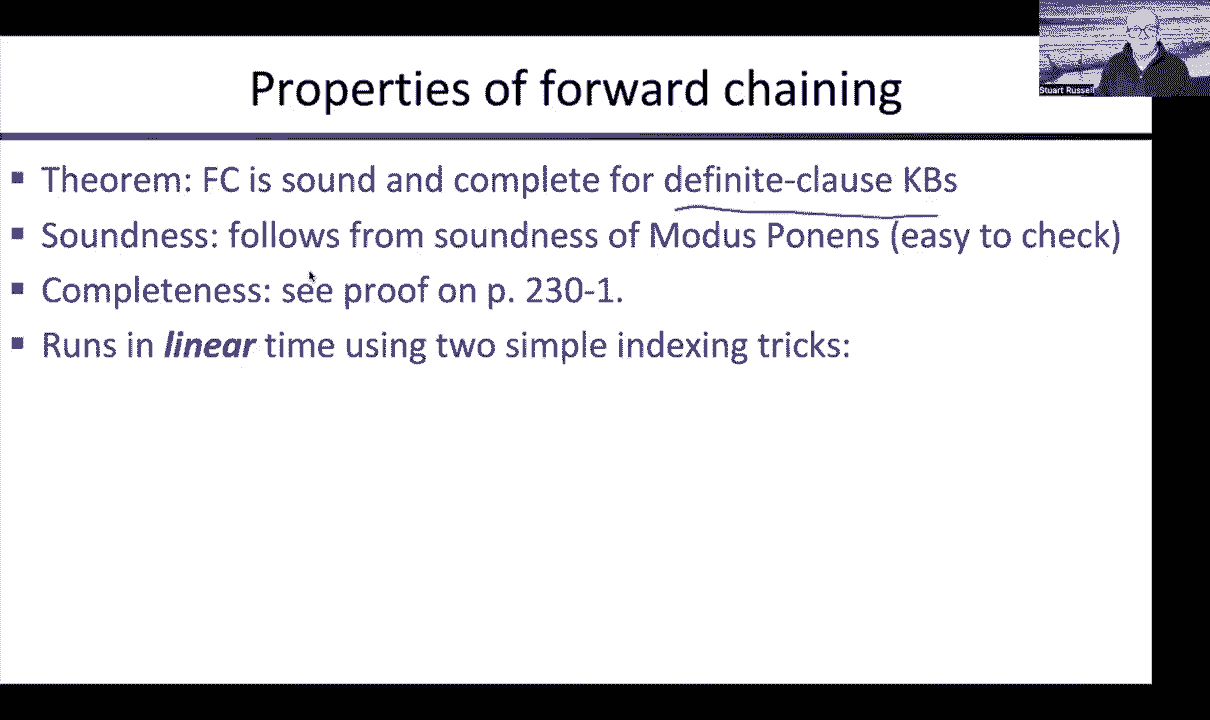 Properties of forward chaining
Stuart Russell
▪ Theorem: FC is sound and complete for definite-clause KBs
▪ Soundness: follows from soundness of Modus Ponens (easy to check)
▪ Completeness: see proof on p. 230-1.
▪ Runs in linear time using two simple indexing tricks: